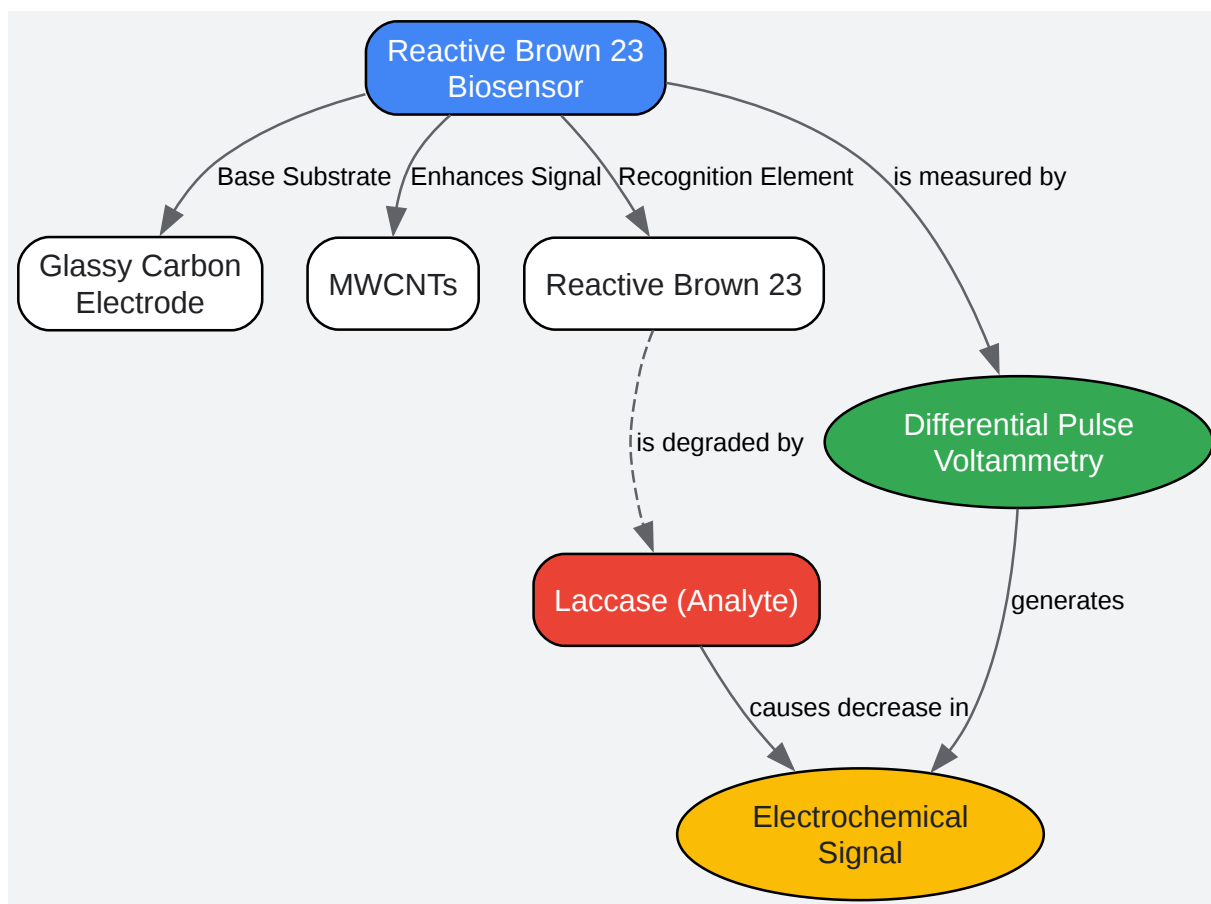 Reactive Brown 23
Biosensor
Base Substrate
Enhances Signal
Recognition Element
is measured by
Glassy Carbon
Electrode
MWCNTs
Reactive Brown 23
Differential Pulse
Voltammetry
is degraded by
Laccase (Analyte)
generates
causes decrease in
Electrochemical
Signal